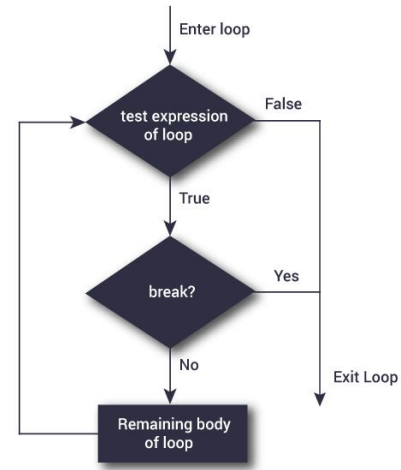 Enter loop
test expression
of loop
False
True
break?
Yes
No
Exit Loop
Remaining body
of loop